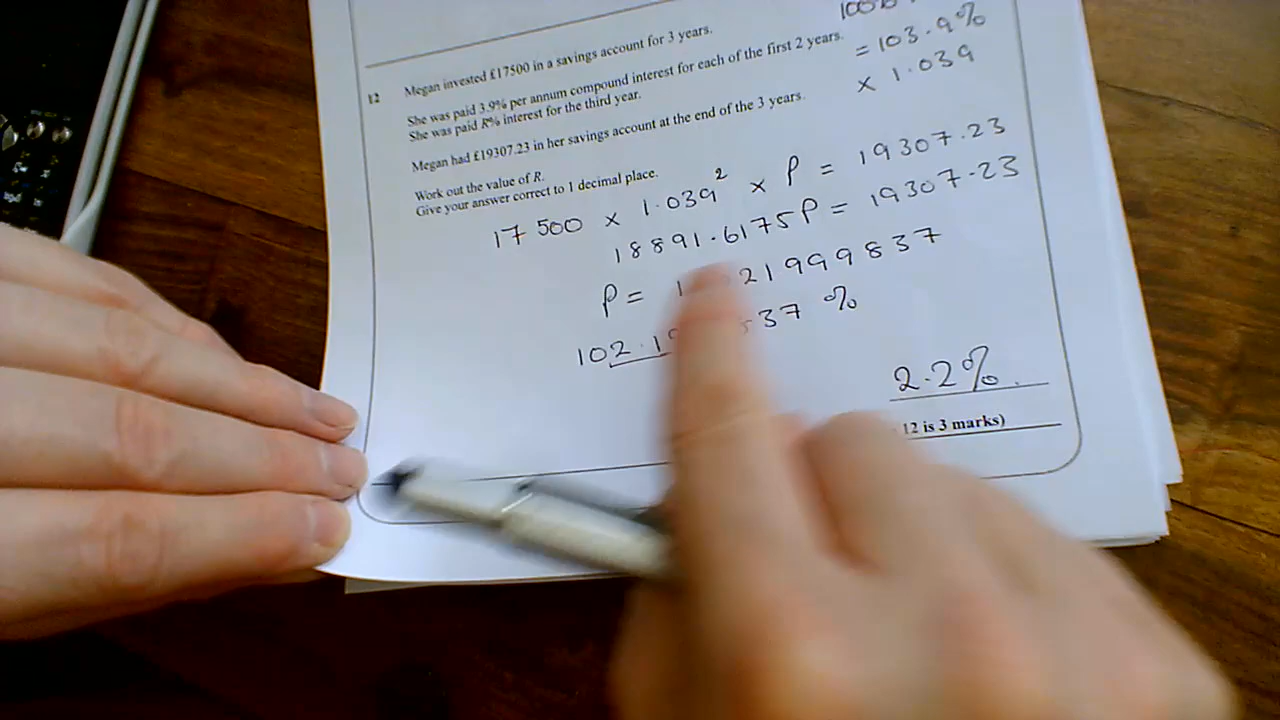 = 103.9%
× 1.039
12 Megan invested £17500 in a savings account for 3 years.
She was paid 3.9% per annum compound interest for each of the first 2 years.
She was paid R% interest for the third year.
Megan had £19307.23 in her savings account at the end of the 3 years.
Work out the value of R.
Give your answer correct to 1 decimal place.
17500 × 1.039² × P = 19307.23
18891.6175P = 19307.23
P = 21999837
102.1 37 %
2.2%
12 is 3 marks)